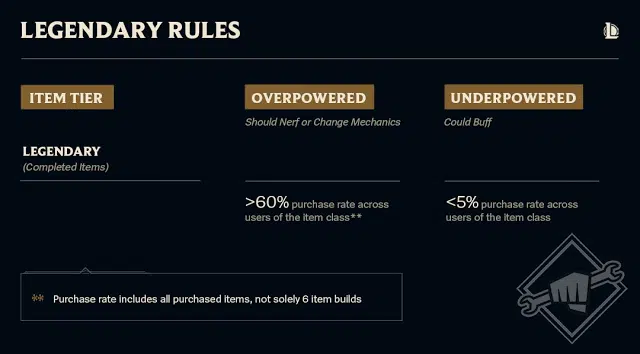 LEGENDARY RULES
ITEM TIER
OVERPOWERED
UNDERPOWERED
Should Nerf or Change Mechanics
Could Buff
LEGENDARY
(Completed Items)
>60% purchase rate across
users of the item class**
<5% purchase rate across
users of the item class
** Purchase rate includes all purchased items, not solely 6 item builds